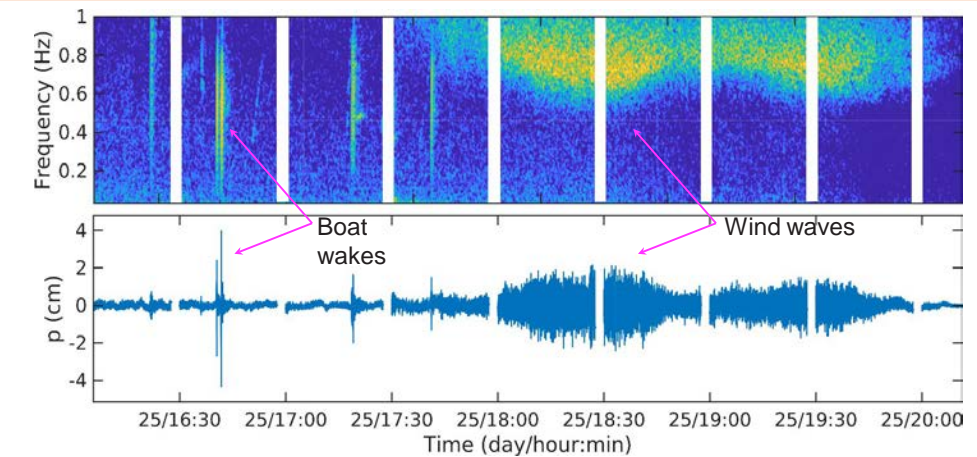 Frequency (Hz)
1
0.8
0.6
0.4
0.2
Boat
wakes
Wind waves
p (cm)
4
2
0
-2
-4
25/16:30 25/17:00 25/17:30 25/18:00 25/18:30 25/19:00 25/19:30 25/20:00
Time (day/hour:min)